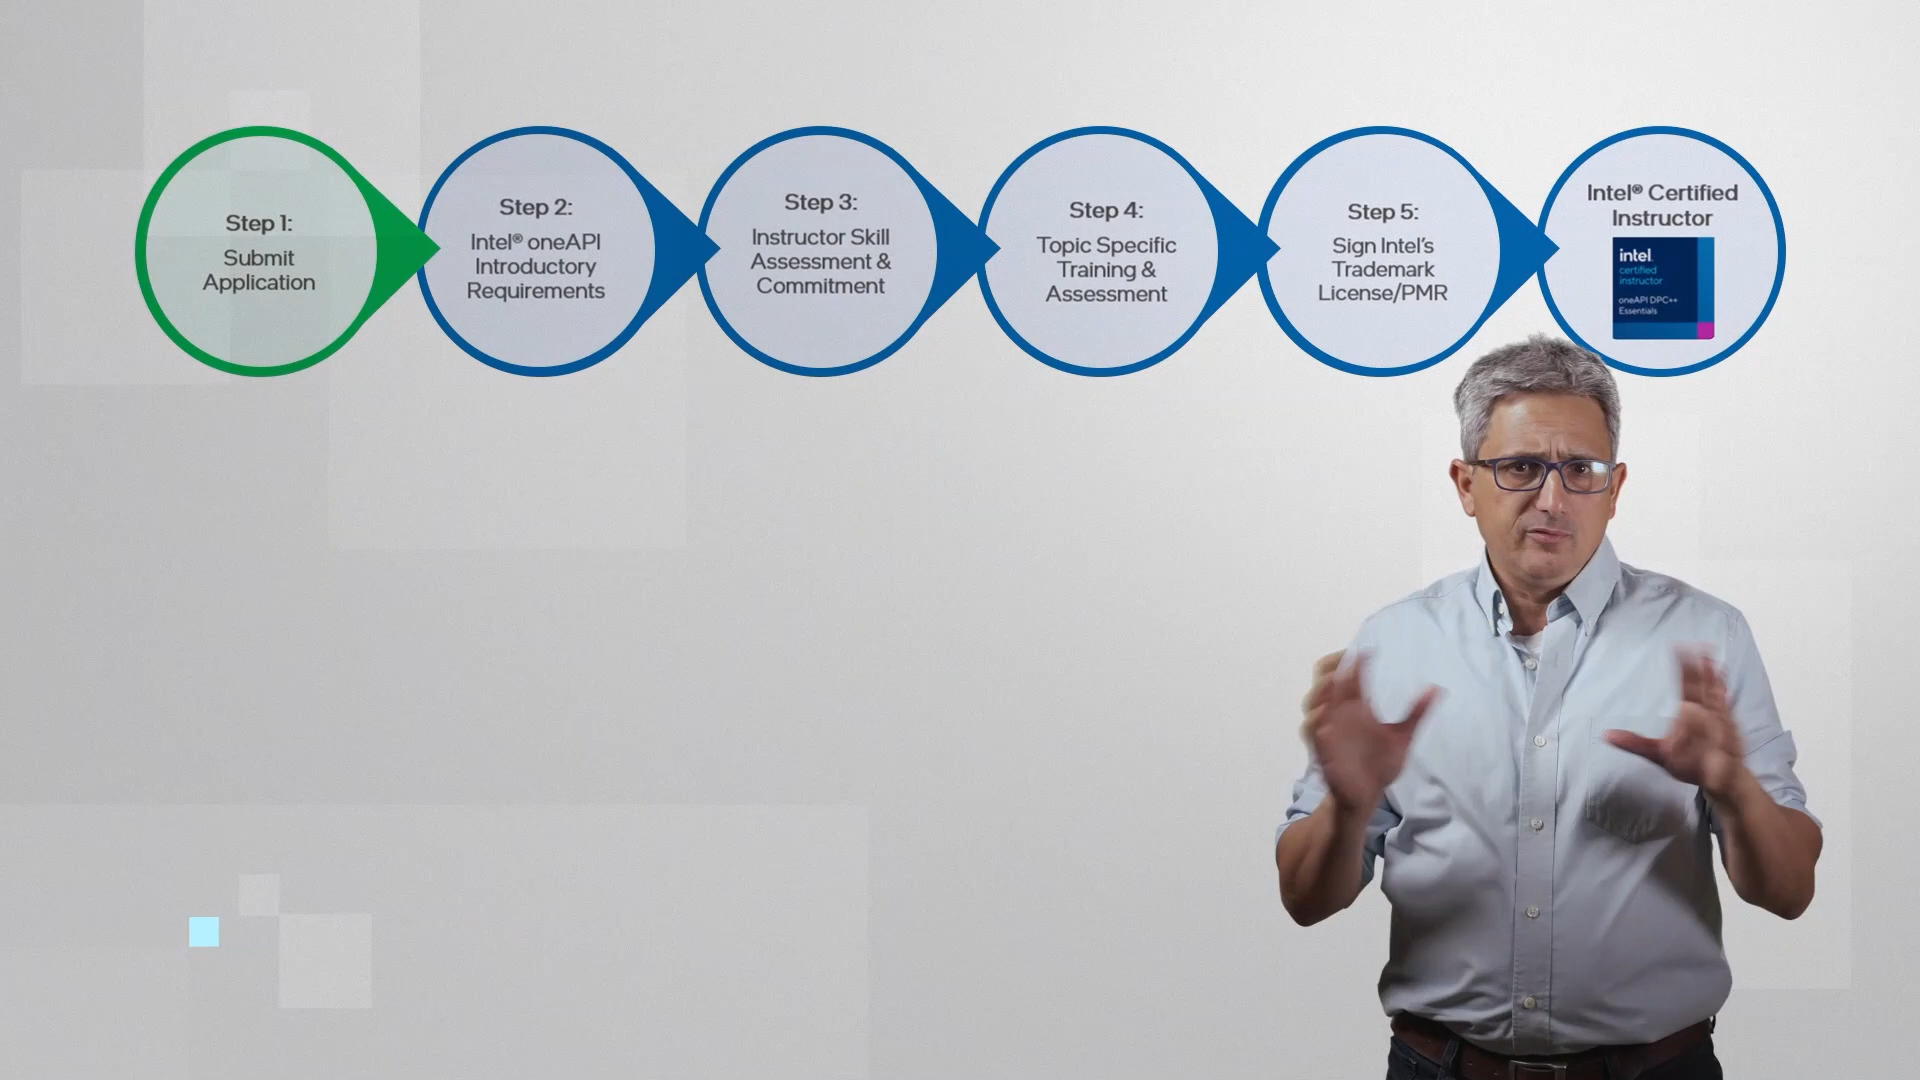 Step 1:
Submit
Application
Step 2:
Intel® oneAPI
Introductory
Requirements
Step 3:
Instructor Skill
Assessment &
Commitment
Step 4:
Topic Specific
Training &
Assessment
Step 5:
Sign Intel's
Trademark
License/PMR
Intel® Certified
Instructor
intel.
certified
instructor
oneAPI DPC++
Essentials